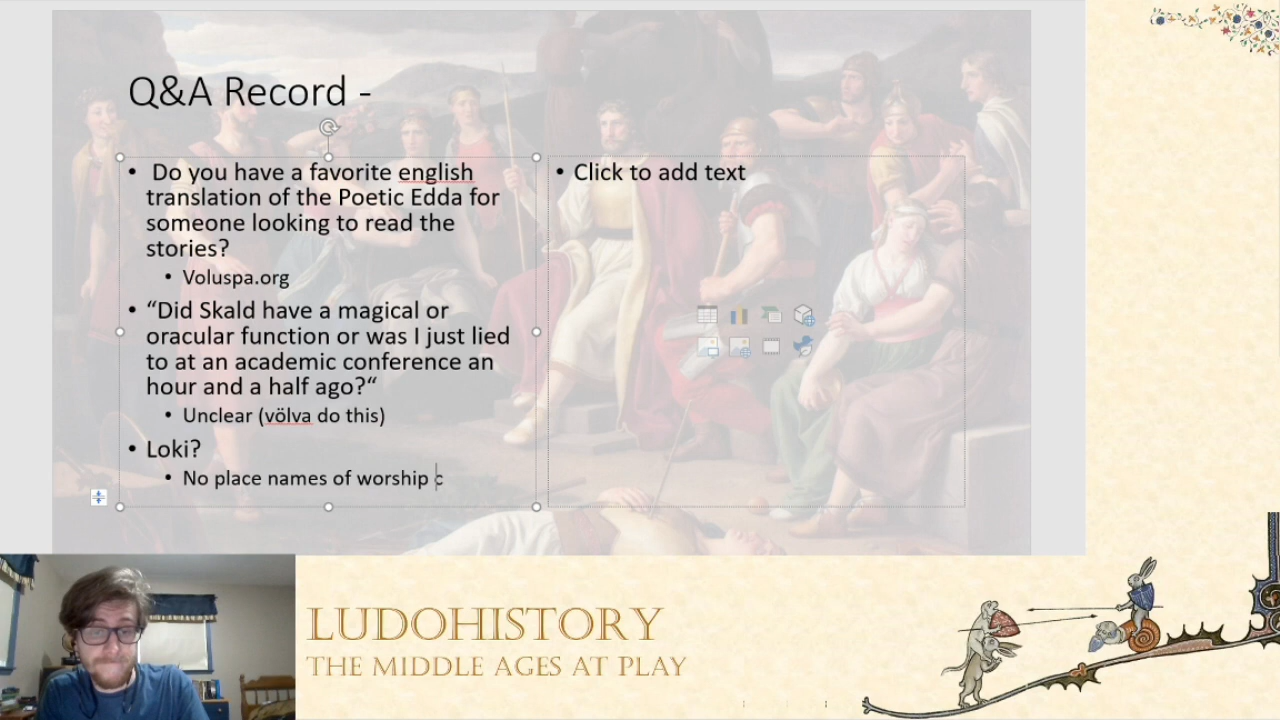 Q&A Record -
• Do you have a favorite english
translation of the Poetic Edda for
someone looking to read the
stories?
• Voluspa.org
• “Did Skald have a magical or
oracular function or was I just lied
to at an academic conference an
hour and a half ago?“
• Unclear (völva do this)
• Loki?
• No place names of worship c
• Click to add text
LUDOHISTORY
THE MIDDLE AGES AT PLAY